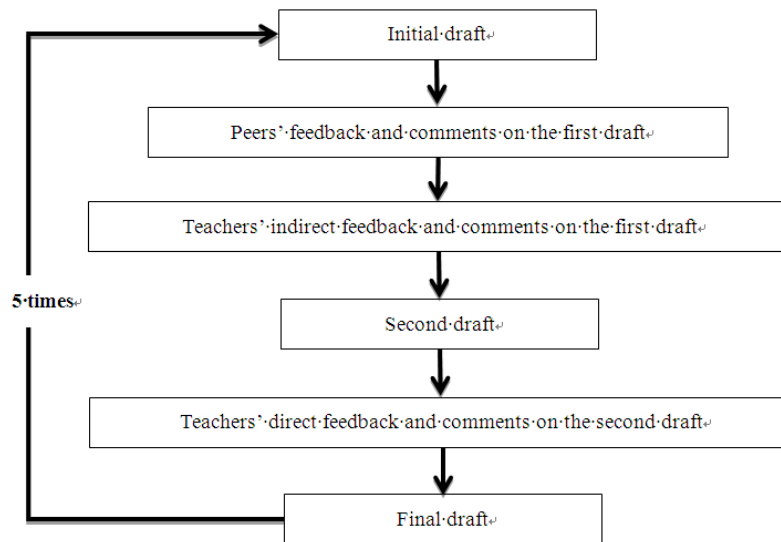 Initial draft
Peers’ feedback and comments on the first draft
Teachers’ indirect feedback and comments on the first draft
5 times
Second draft
Teachers’ direct feedback and comments on the second draft
Final draft